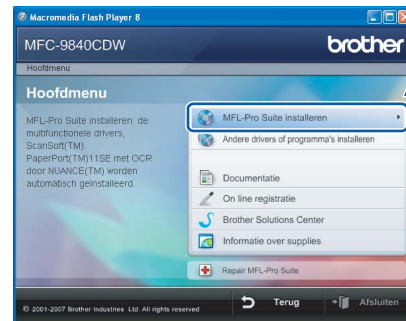 Macromedia Flash Player 8
MFC-9840CDW
brother
Hoofdmenu
Hoofdmenu
MFL-Pro Suite installeren: de
multifunctionele drivers,
ScanSoft(TM)
PaperPort(TM)11SE met OCR
door NUANCE(TM) worden
automatisch geïnstalleerd.
MFL-Pro Suite installeren
Andere drivers of programma's installeren
Documentatie
On line registratie
Brother Solutions Center
Informatie over supplies
Repair MFL-Pro Suite
© 2001-2007 Brother Industries Ltd. All rights reserved
Terug
Afsluiten